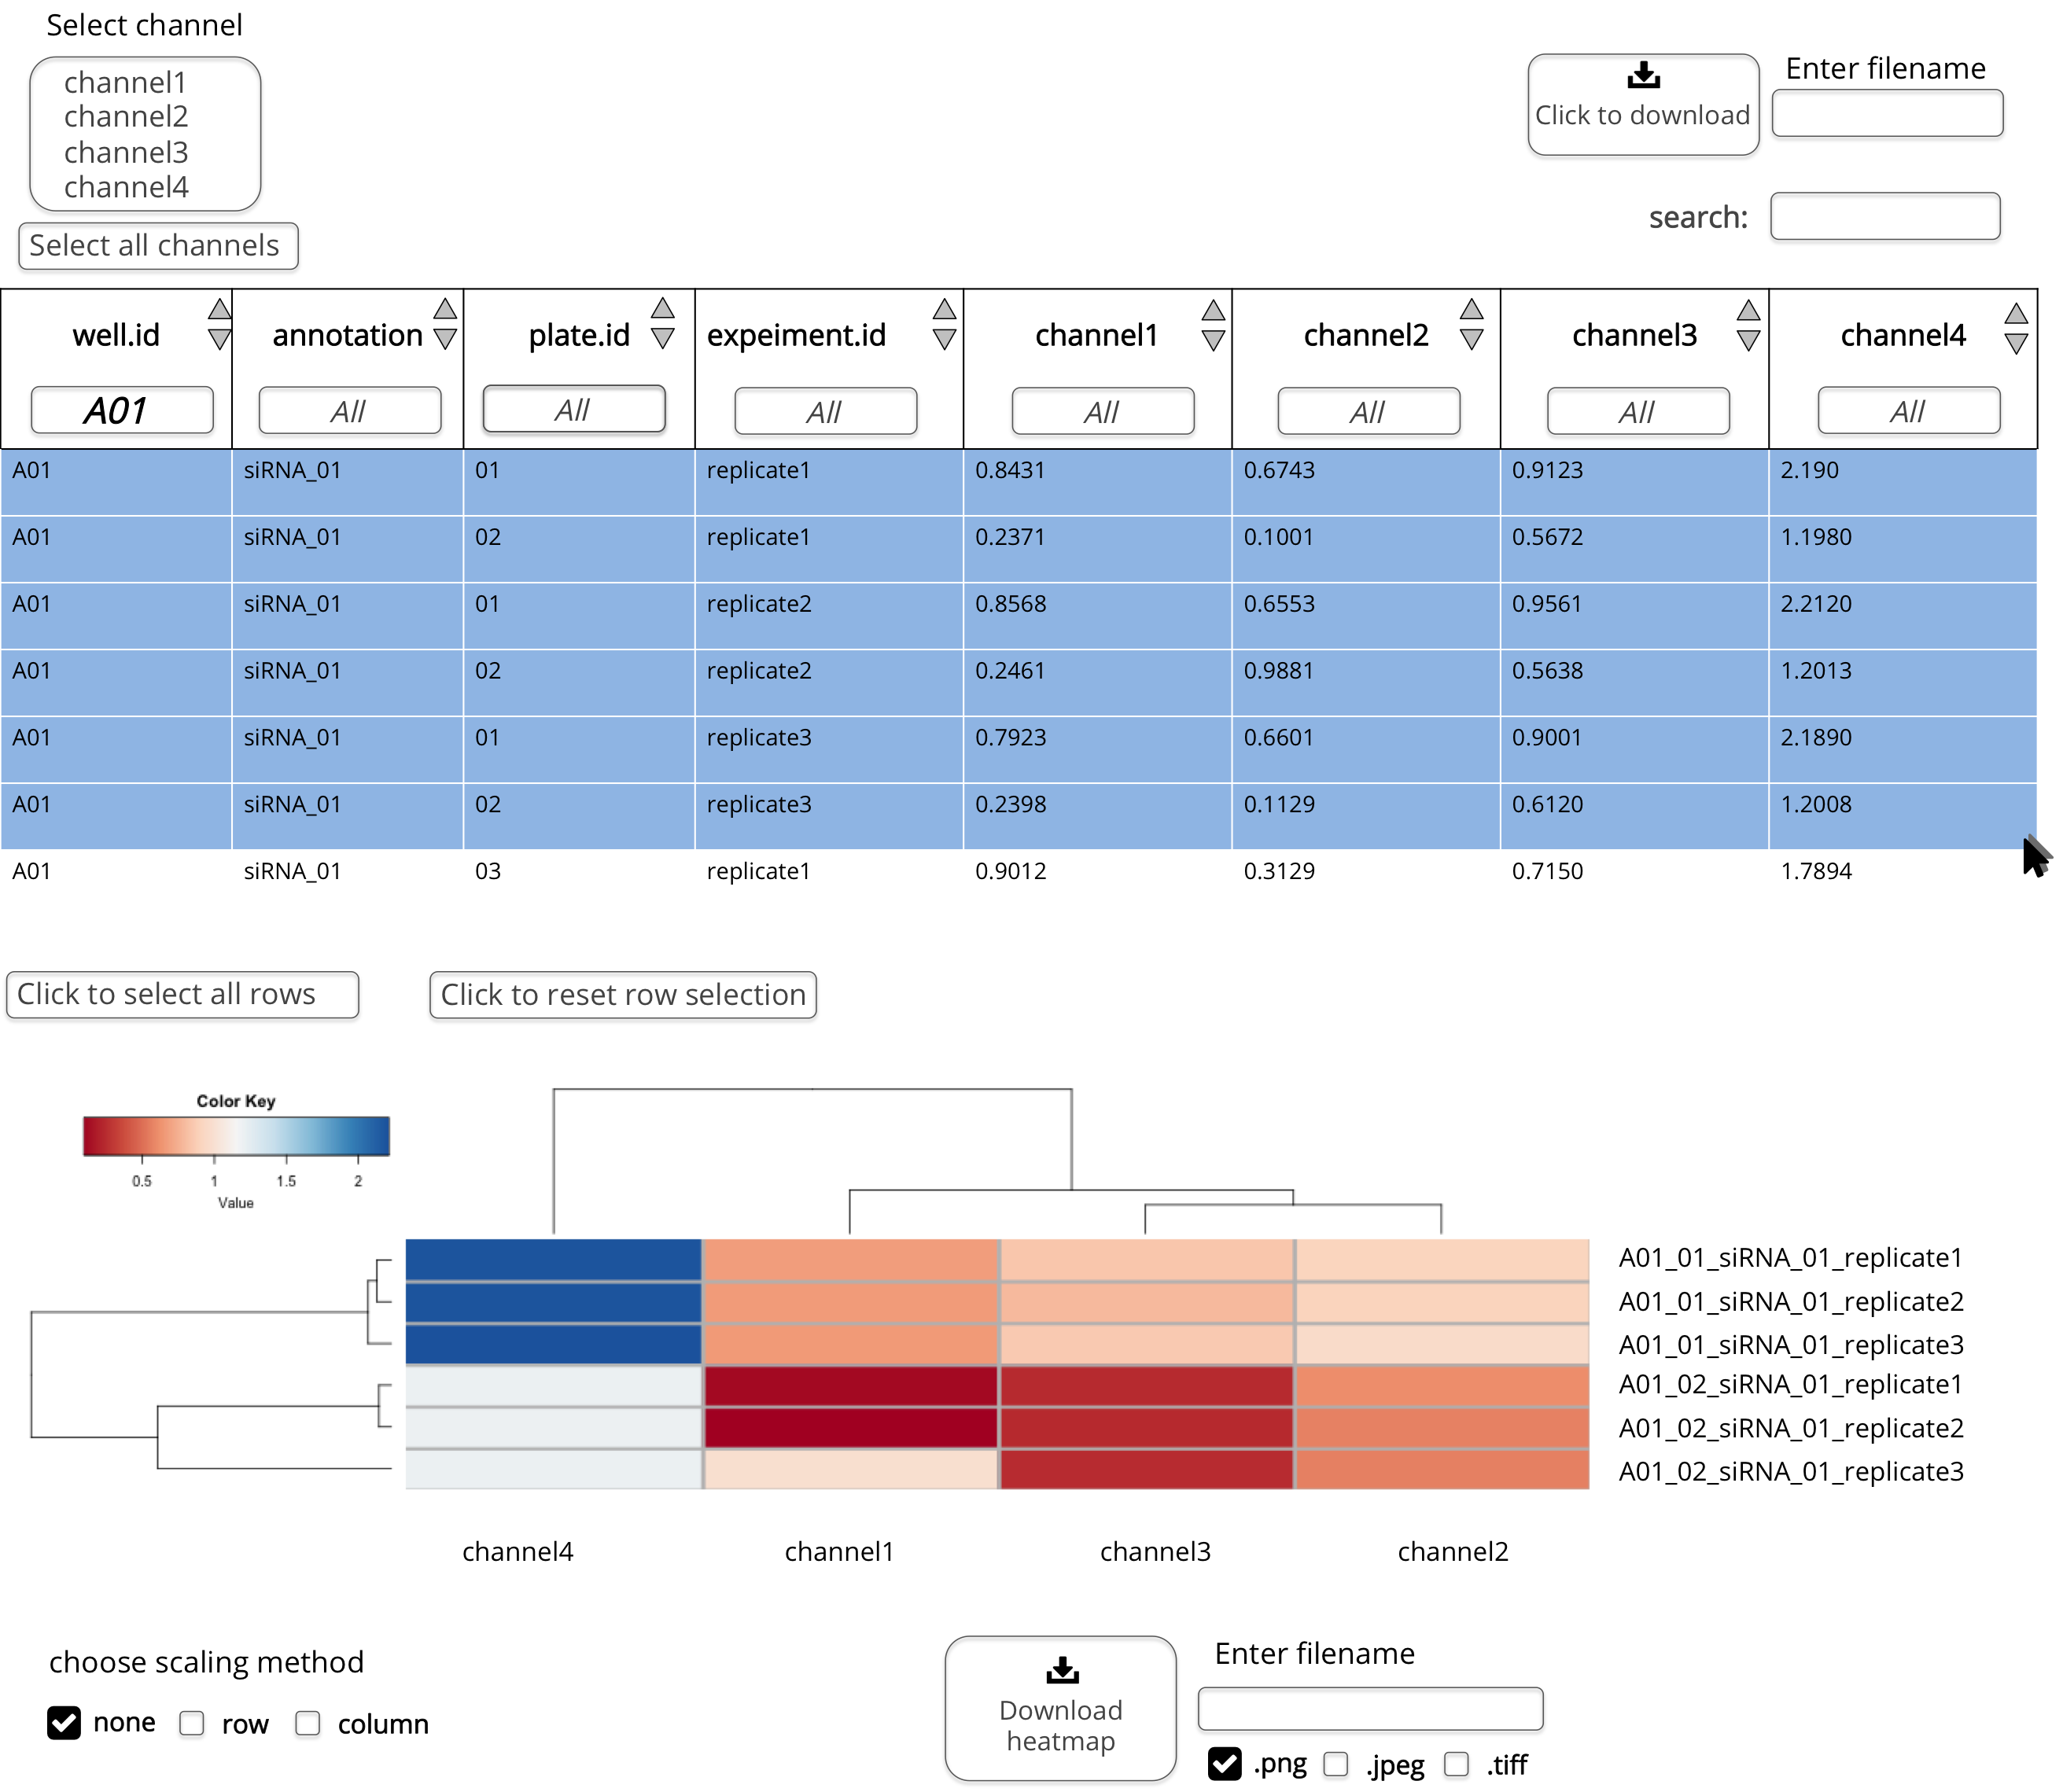 Select channel
channel1
channel2
channel3
channel4
Select all channels
Click to download
Enter filename
search:
well.id annotation plate.id expeiment.id channel1 channel2 channel3 channel4
A01 All All All All All All All
A01 siRNA_01 01 replicate1 0.8431 0.6743 0.9123 2.190
A01 siRNA_01 02 replicate1 0.2371 0.1001 0.5672 1.1980
A01 siRNA_01 01 replicate2 0.8568 0.6553 0.9561 2.2120
A01 siRNA_01 02 replicate2 0.2461 0.9881 0.5638 1.2013
A01 siRNA_01 01 replicate3 0.7923 0.6601 0.9001 2.1890
A01 siRNA_01 02 replicate3 0.2398 0.1129 0.6120 1.2008
A01 siRNA_01 03 replicate1 0.9012 0.3129 0.7150 1.7894
Click to select all rows
Click to reset row selection
Color Key
0.5 1 1.5 2
Value
A01_01_siRNA_01_replicate1
A01_01_siRNA_01_replicate2
A01_01_siRNA_01_replicate3
A01_02_siRNA_01_replicate1
A01_02_siRNA_01_replicate2
A01_02_siRNA_01_replicate3
channel4 channel1 channel3 channel2
choose scaling method
none row column
Download
heatmap
Enter filename
.png .jpeg .tiff